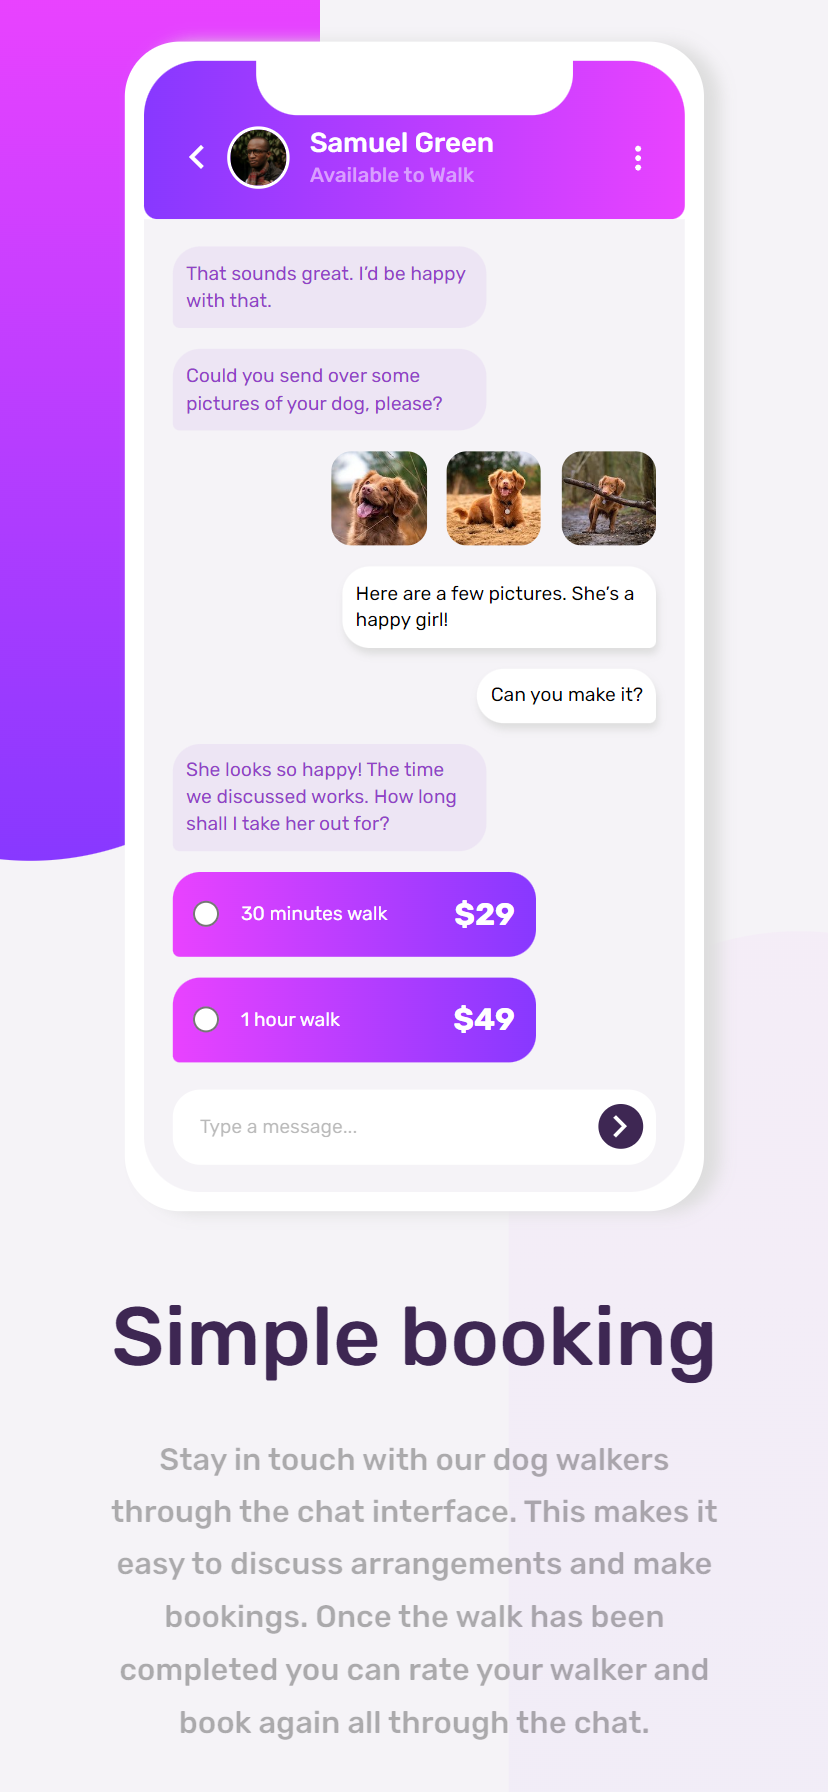 Samuel Green
Available to Walk
That sounds great. I’d be happy
with that.
Could you send over some
pictures of your dog, please?
Here are a few pictures. She’s a
happy girl!
Can you make it?
She looks so happy! The time
we discussed works. How long
shall I take her out for?
30 minutes walk $29
1 hour walk $49
Type a message...
Simple booking
Stay in touch with our dog walkers
through the chat interface. This makes it
easy to discuss arrangements and make
bookings. Once the walk has been
completed you can rate your walker and
book again all through the chat.